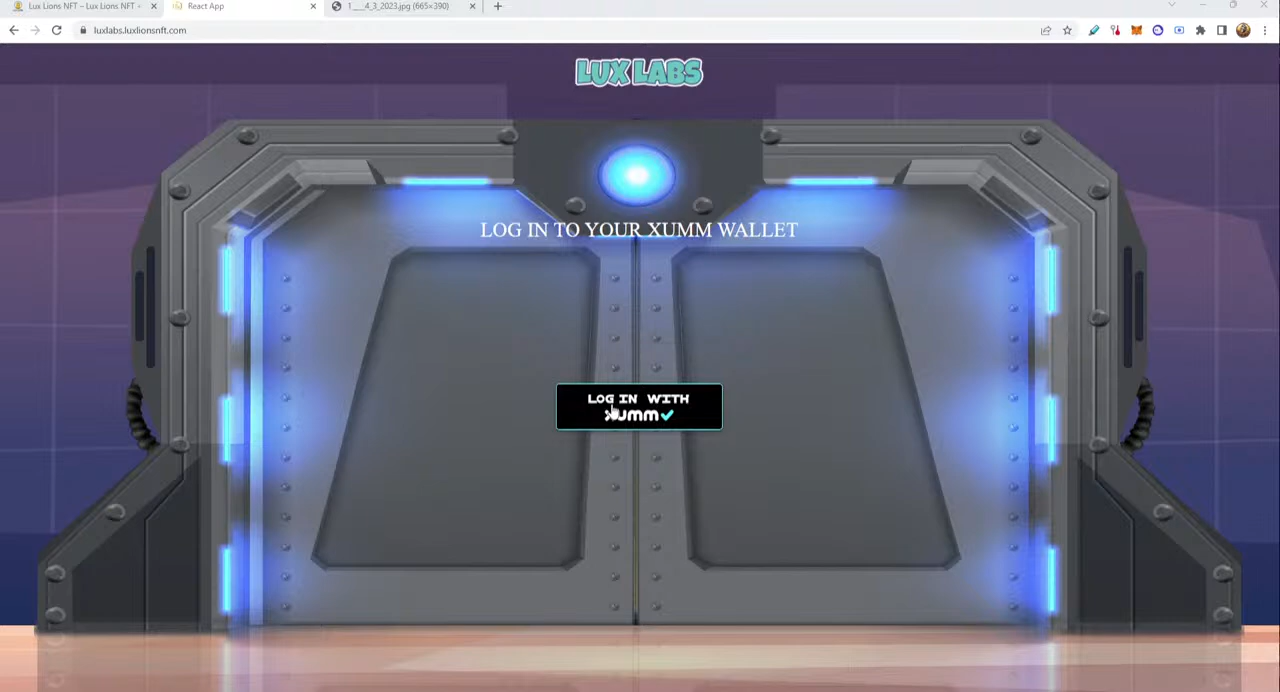 Lux Lions NFT – Lux Lions NFT -
React App
1___4_3_2023.jpg (665×390)
luxlabs.luxlionsnft.com
LUX LABS
LOG IN TO YOUR XUMM WALLET
LOG IN WITH
XUMM